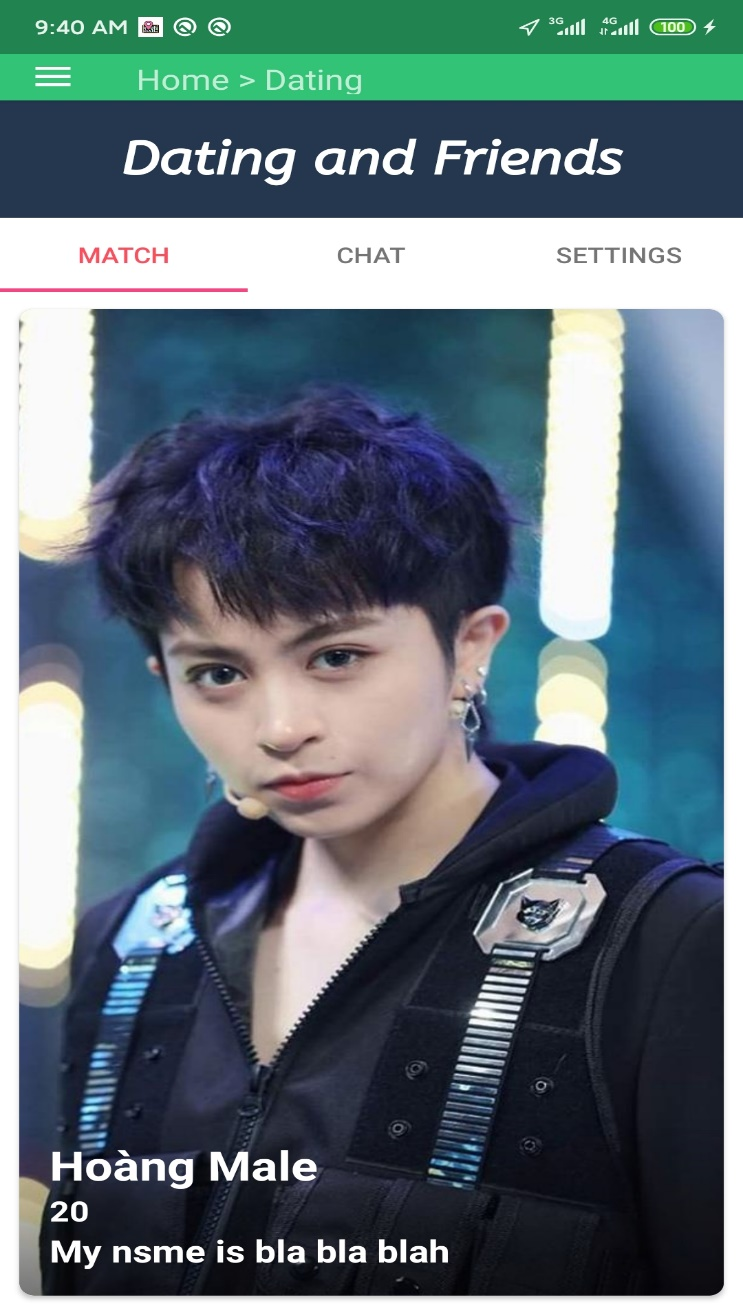 9:40 AM 3G 4G 100
Home > Dating
Dating and Friends
MATCH CHAT SETTINGS
Hoàng Male
20
My nsme is bla bla blah